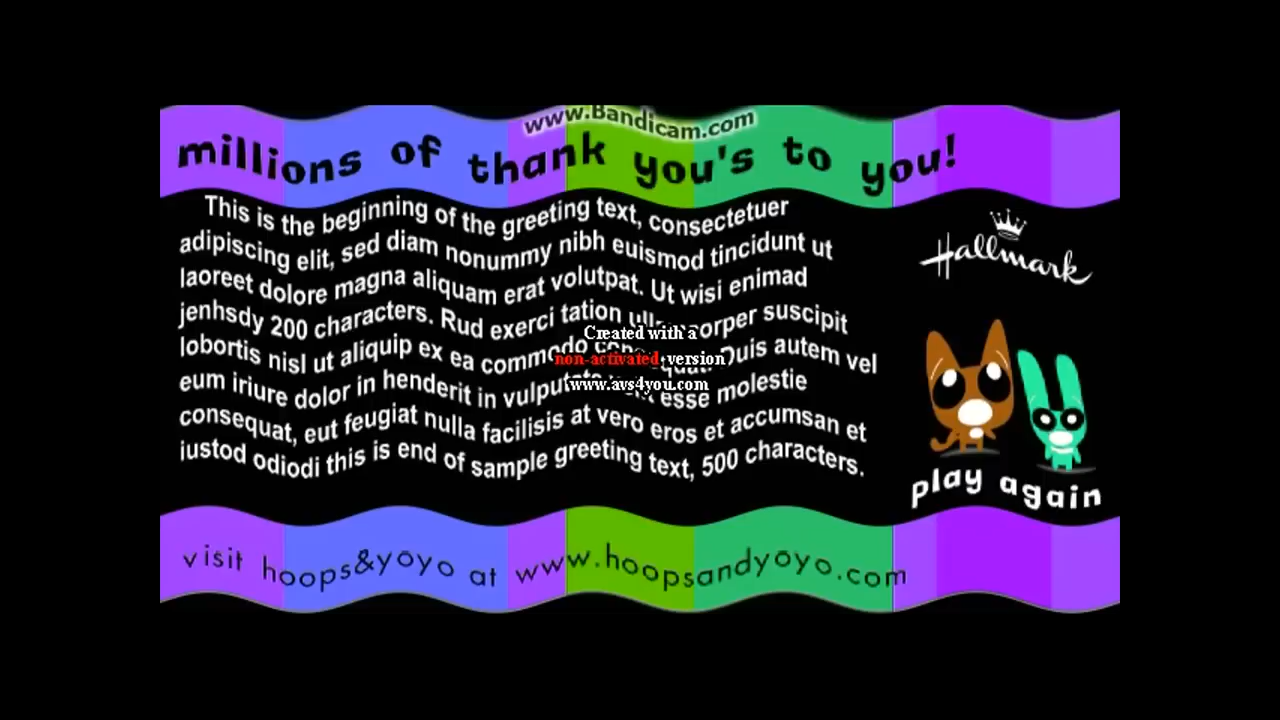 www.Bandicam.com
millions of thank you's to you!
This is the beginning of the greeting text, consectetuer
adipiscing elit, sed diam nonummy nibh euismod tincidunt ut
laoreet dolore magna aliquam erat volutpat. Ut wisi enimad
jenhsdy 200 characters. Rud exerci tation suscipit
lobortis nisl ut aliquip ex ea commodo Duis autem vel
eum iriure dolor in henderit in vulputate esse molestie
consequat, eut feugiat nulla facilisis at vero eros et accumsan et
iustod odiodi this is end of sample greeting text, 500 characters.
Created with a
non-activated version
www.avs4you.com
Hallmark
play again
visit hoops&yoyo at www.hoopsandyoyo.com